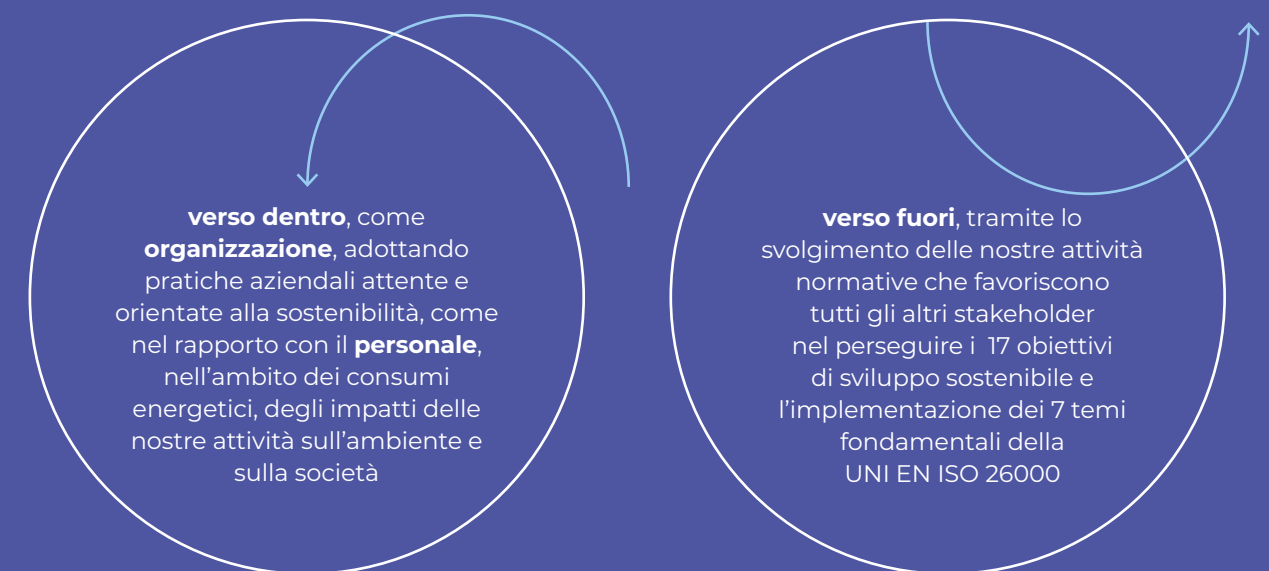 verso dentro, come
organizzazione, adottando
pratiche aziendali attente e
orientate alla sostenibilità, come
nel rapporto con il personale,
nell'ambito dei consumi
energetici, degli impatti delle
nostre attività sull'ambiente e
sulla società
verso fuori, tramite lo
svolgimento delle nostre attività
normative che favoriscono
tutti gli altri stakeholder
nel perseguire i 17 obiettivi
di sviluppo sostenibile e
l'implementazione dei 7 temi
fondamentali della
UNI EN ISO 26000